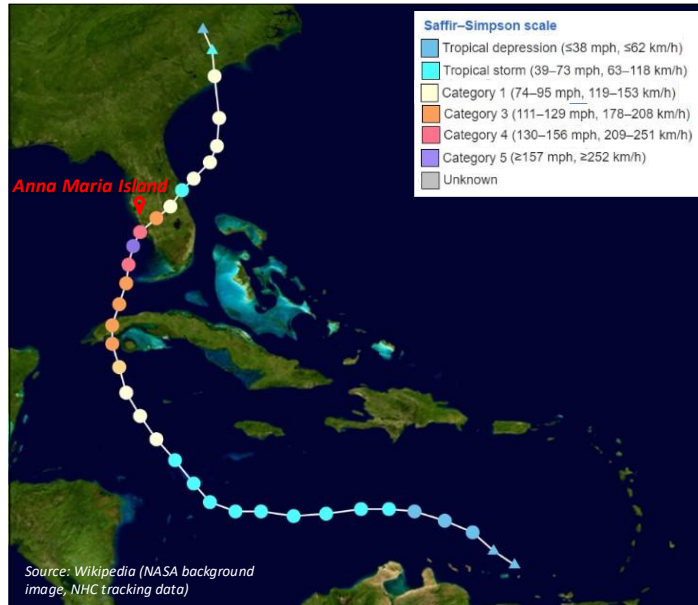 Saffir–Simpson scale
Tropical depression (≤38 mph, ≤62 km/h)
Tropical storm (39–73 mph, 63–118 km/h)
Category 1 (74–95 mph, 119–153 km/h)
Category 3 (111–129 mph, 178–208 km/h)
Category 4 (130–156 mph, 209–251 km/h)
Category 5 (≥157 mph, ≥252 km/h)
Unknown
Anna Maria Island
Source: Wikipedia (NASA background
image, NHC tracking data)